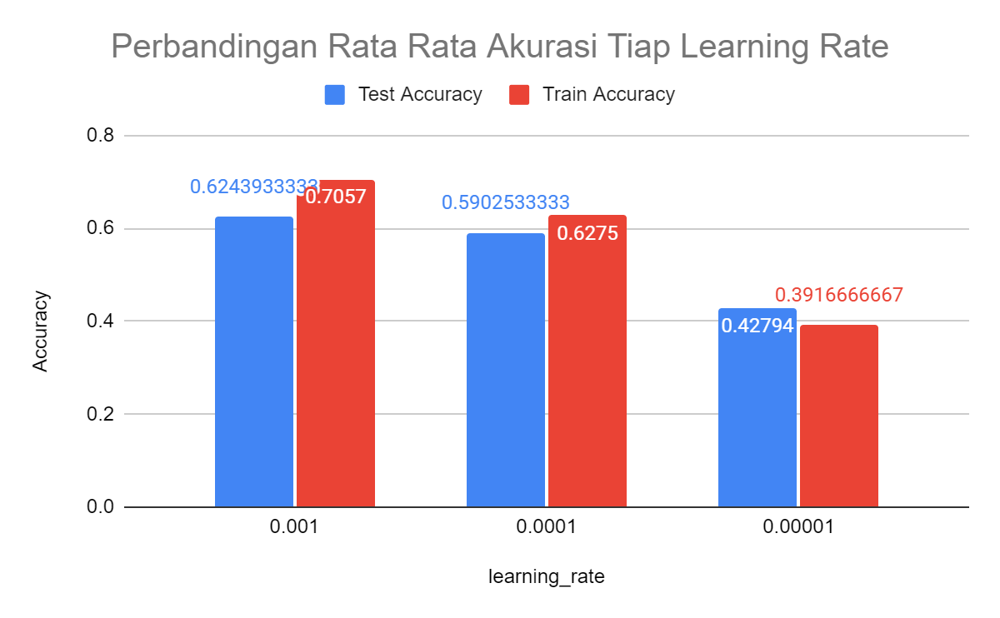 Perbandingan Rata Rata Akurasi Tiap Learning Rate
Test Accuracy
Train Accuracy
0.8
0.6
0.4
0.2
0.0
Accuracy
0.6243933333
0.7057
0.5902533333
0.6275
0.42794
0.3916666667
0.001
0.0001
0.00001
learning_rate